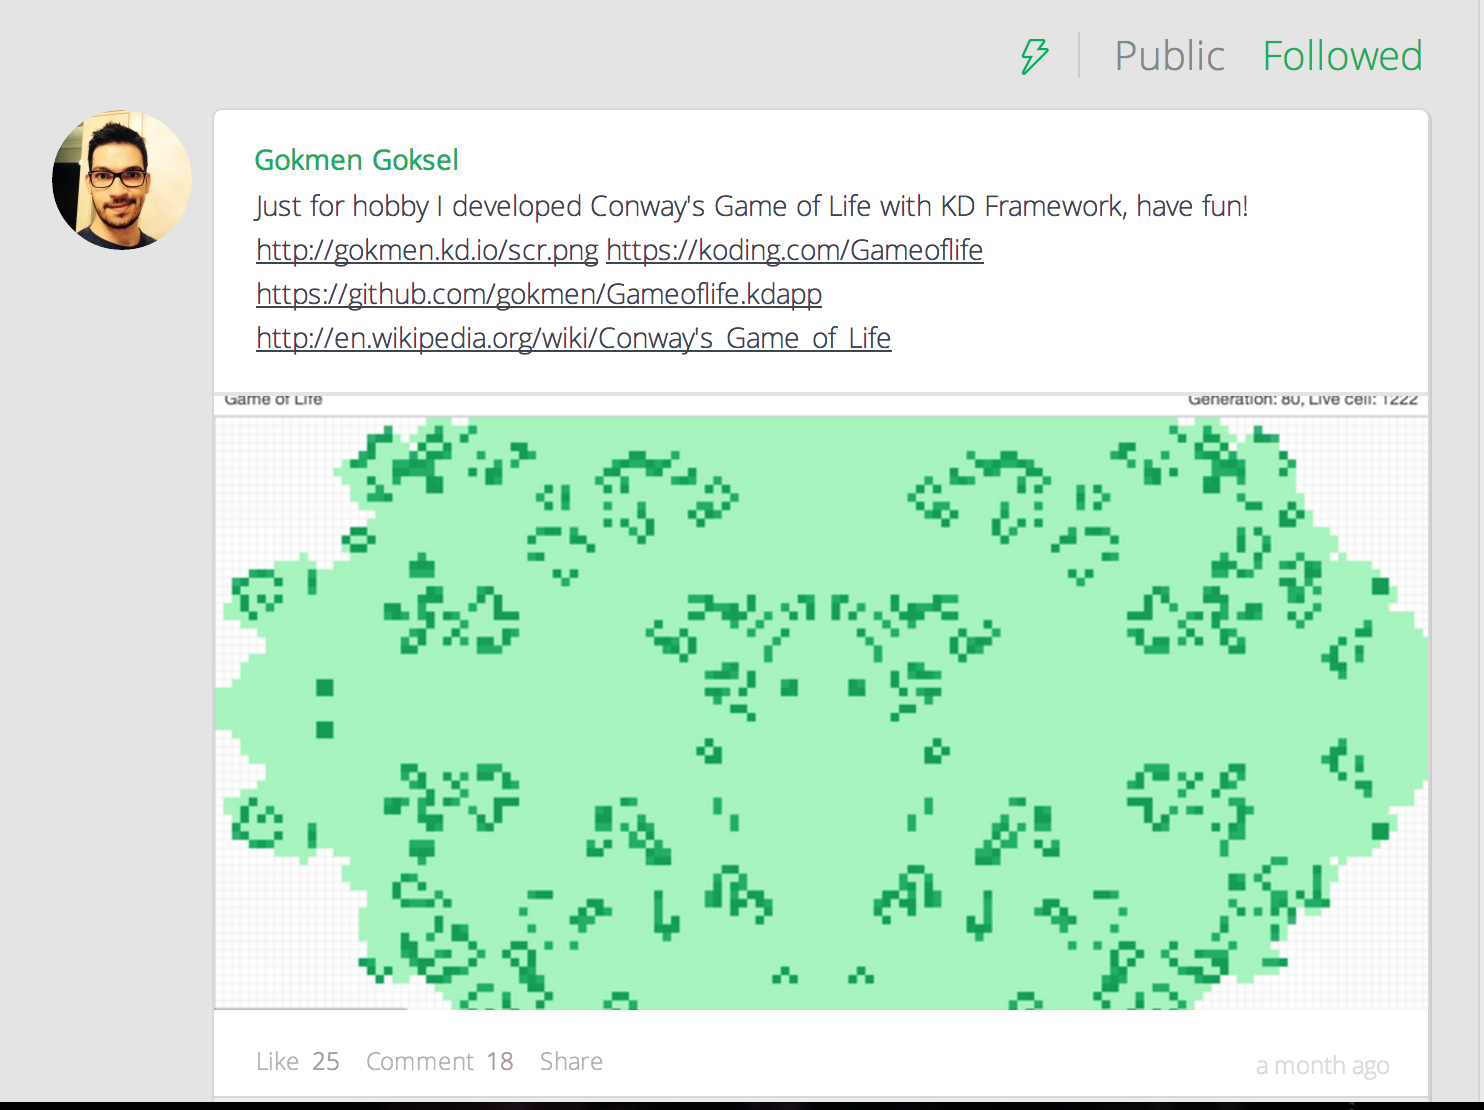 Public Followed
Gokmen Goksel
Just for hobby I developed Conway's Game of Life with KD Framework, have fun!
http://gokmen.kd.io/scr.png https://koding.com/Gameoflife
https://github.com/gokmen/Gameoflife.kdapp
http://en.wikipedia.org/wiki/Conway's_Game_of_Life
Game of Life Generation: 80, Live cell: 1222
Like 25 Comment 18 Share a month ago